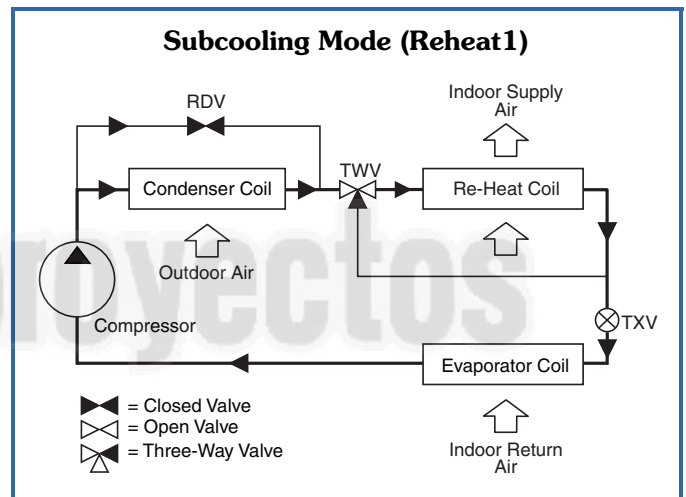 Subcooling Mode (Reheat1)
RDV
Indoor Supply
Air
TWV
Condenser Coil
Re-Heat Coil
Outdoor Air
proyectos
Compressor
TXV
Evaporator Coil
= Closed Valve
= Open Valve
= Three-Way Valve
Indoor Return
Air